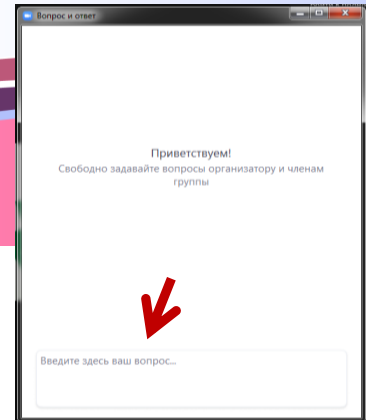 Вопрос и ответ
Приветствуем!
Свободно задавайте вопросы организатору и членам
группы
Введите здесь ваш вопрос...